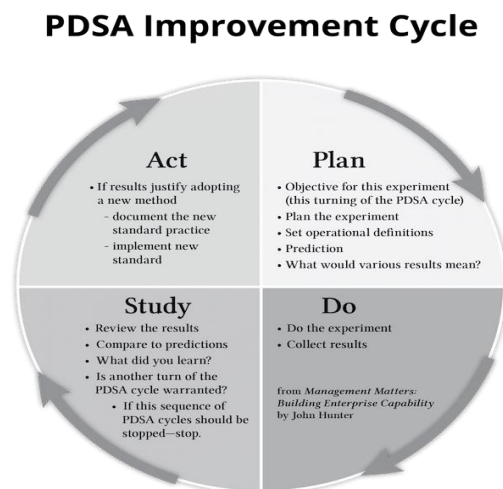 PDSA Improvement Cycle
Act
• If results justify adopting
a new method
- document the new
standard practice
- implement new
standard
Plan
• Objective for this experiment
(this turning of the PDSA cycle)
• Plan the experiment
• Set operational definitions
• Prediction
• What would various results mean?
Study
• Review the results
• Compare to predictions
• What did you learn?
• Is another turn of the
PDSA cycle warranted?
• If this sequence of
PDSA cycles should be
stopped—stop.
Do
• Do the experiment
• Collect results
from Management Matters:
Building Enterprise Capability
by John Hunter